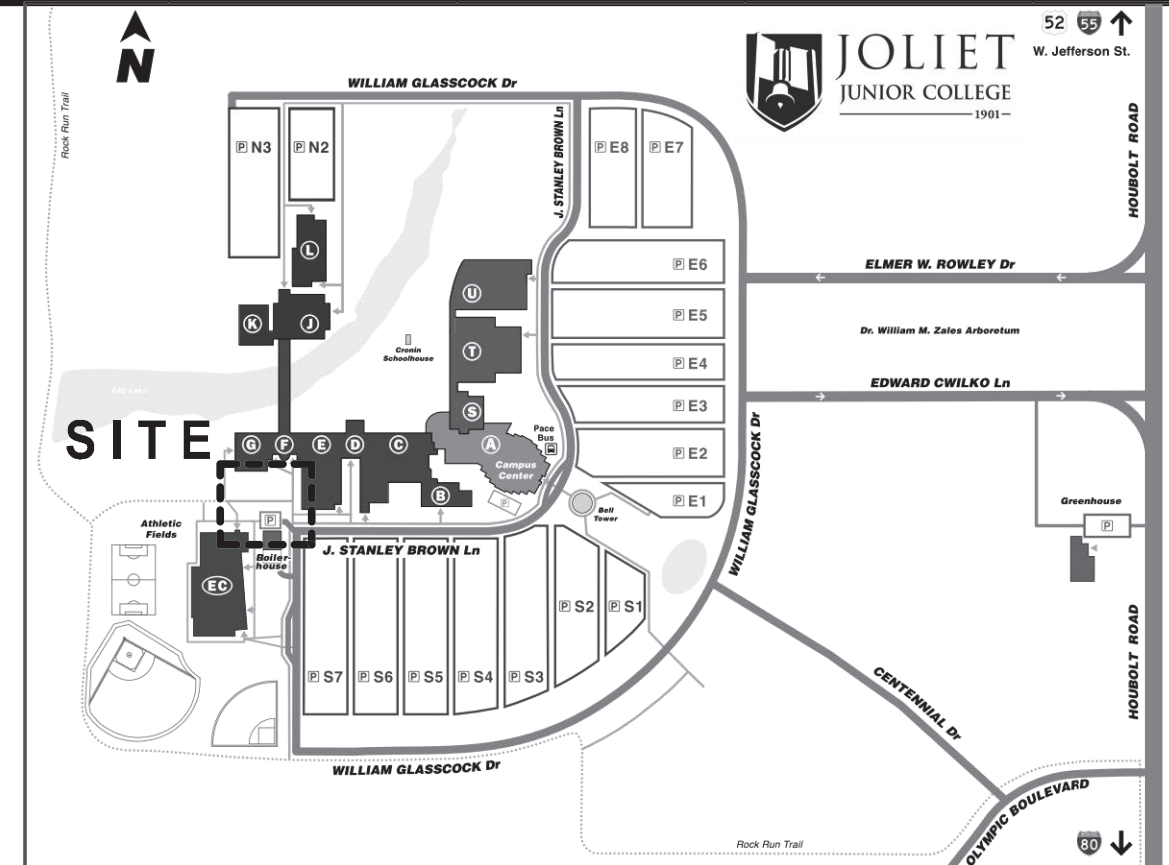 52 55
W. Jefferson St.
JOLIET
JUNIOR COLLEGE
1901
N
WILLIAM GLASSCOCK Dr
Rock Run Trail
HOUBOLT ROAD
J. STANLEY BROWN Ln
P N3
P N2
P E8
P E7
L
ELMER W. ROWLEY Dr
P E6
U
K
J
P E5
Dr. William M. Zales Arboretum
Cronin
Schoolhouse
T
P E4
EDWARD CWILKO Ln
JJC Lake
P E3
S
SITE
Pace
Bus
G
F
E
D
C
A
Campus
Center
P E2
WILLIAM GLASSCOCK Dr
B
P
P E1
Bell
Tower
Greenhouse
P
Athletic
Fields
P
J. STANLEY BROWN Ln
Boiler-
house
EC
P S2
P S1
P S7
P S6
P S5
P S4
P S3
HOUBOLT ROAD
CENTENNIAL Dr
WILLIAM GLASSCOCK Dr
OLYMPIC BOULEVARD
Rock Run Trail
80